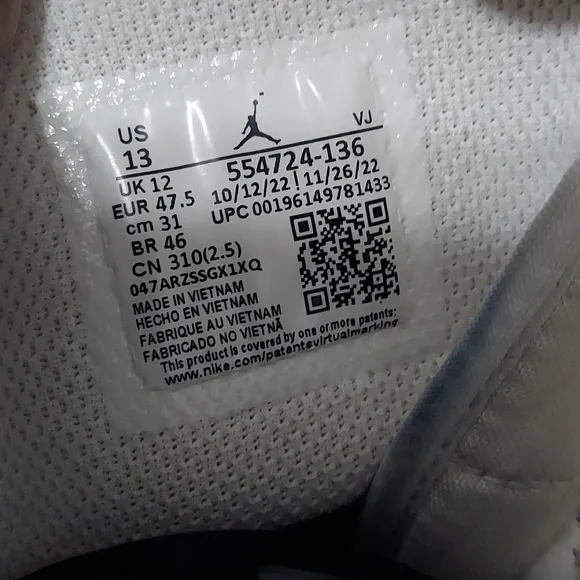 US
13
VJ
UK 12
554724-136
EUR 47.5
10/12/22 | 11/26/22
cm 31
UPC 00196149781433
BR 46
CN 310(2.5)
047ARZSSGX1XQ
MADE IN VIETNAM
HECHO EN VIETNAM
FABRIQUE AU VIETNAM
FABRICADO NO VIETNÃ
This product is covered by one or more patents:
www.nike.com/patentsvirtualmarking